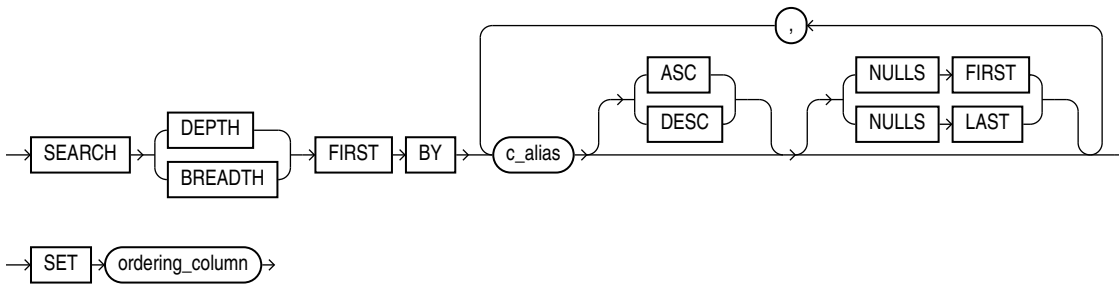 ,
ASC
NULLS FIRST
DESC
NULLS LAST
DEPTH
SEARCH FIRST BY c_alias
BREADTH
SET ordering_column